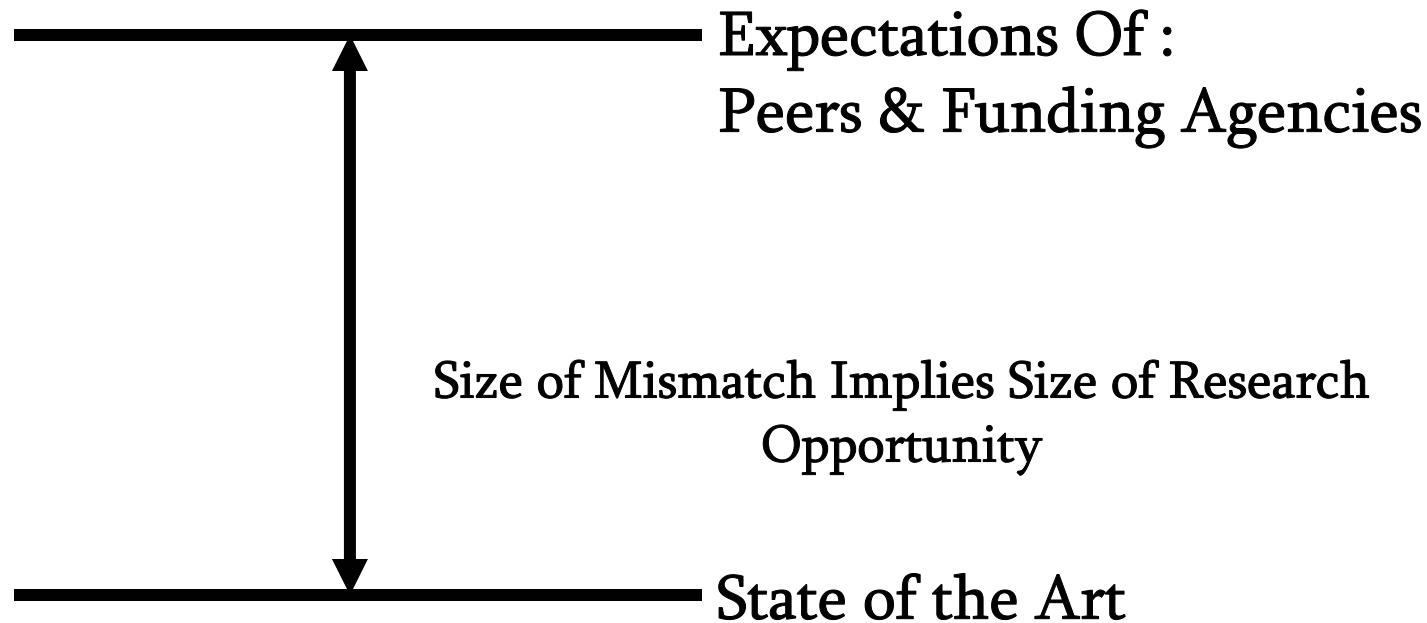 Expectations Of :
Peers & Funding Agencies
Size of Mismatch Implies Size of Research
Opportunity
State of the Art